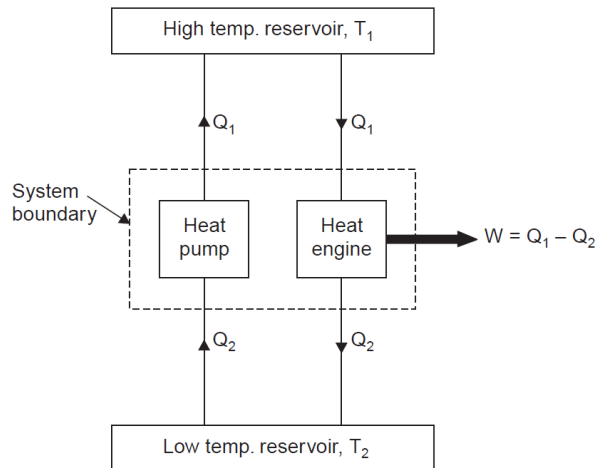 High temp. reservoir, T₁
Q₁
Q₁
System
boundary
Heat
pump
Heat
engine
W = Q₁ – Q₂
Q₂
Q₂
Low temp. reservoir, T₂